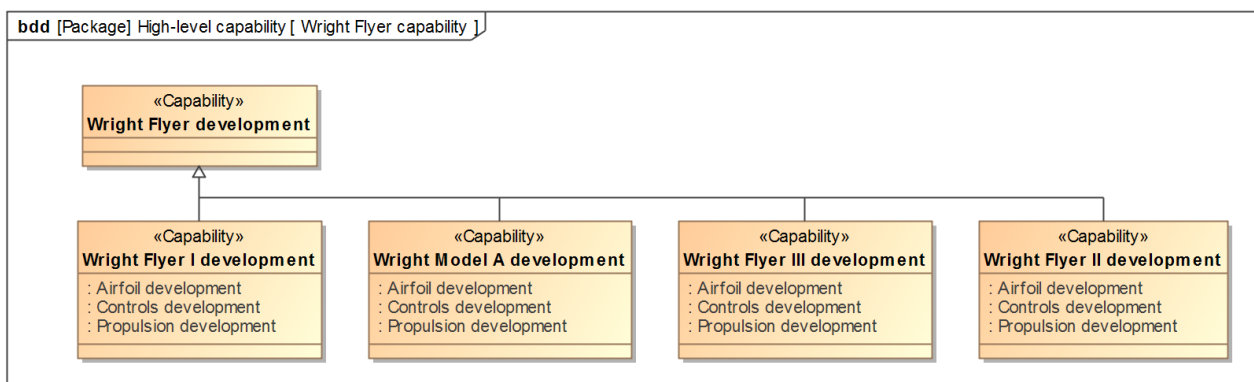 bdd [Package] High-level capability [ Wright Flyer capability ]
«Capability»
Wright Flyer development
«Capability»
Wright Flyer I development
: Airfoil development
: Controls development
: Propulsion development
«Capability»
Wright Model A development
: Airfoil development
: Controls development
: Propulsion development
«Capability»
Wright Flyer III development
: Airfoil development
: Controls development
: Propulsion development
«Capability»
Wright Flyer II development
: Airfoil development
: Controls development
: Propulsion development